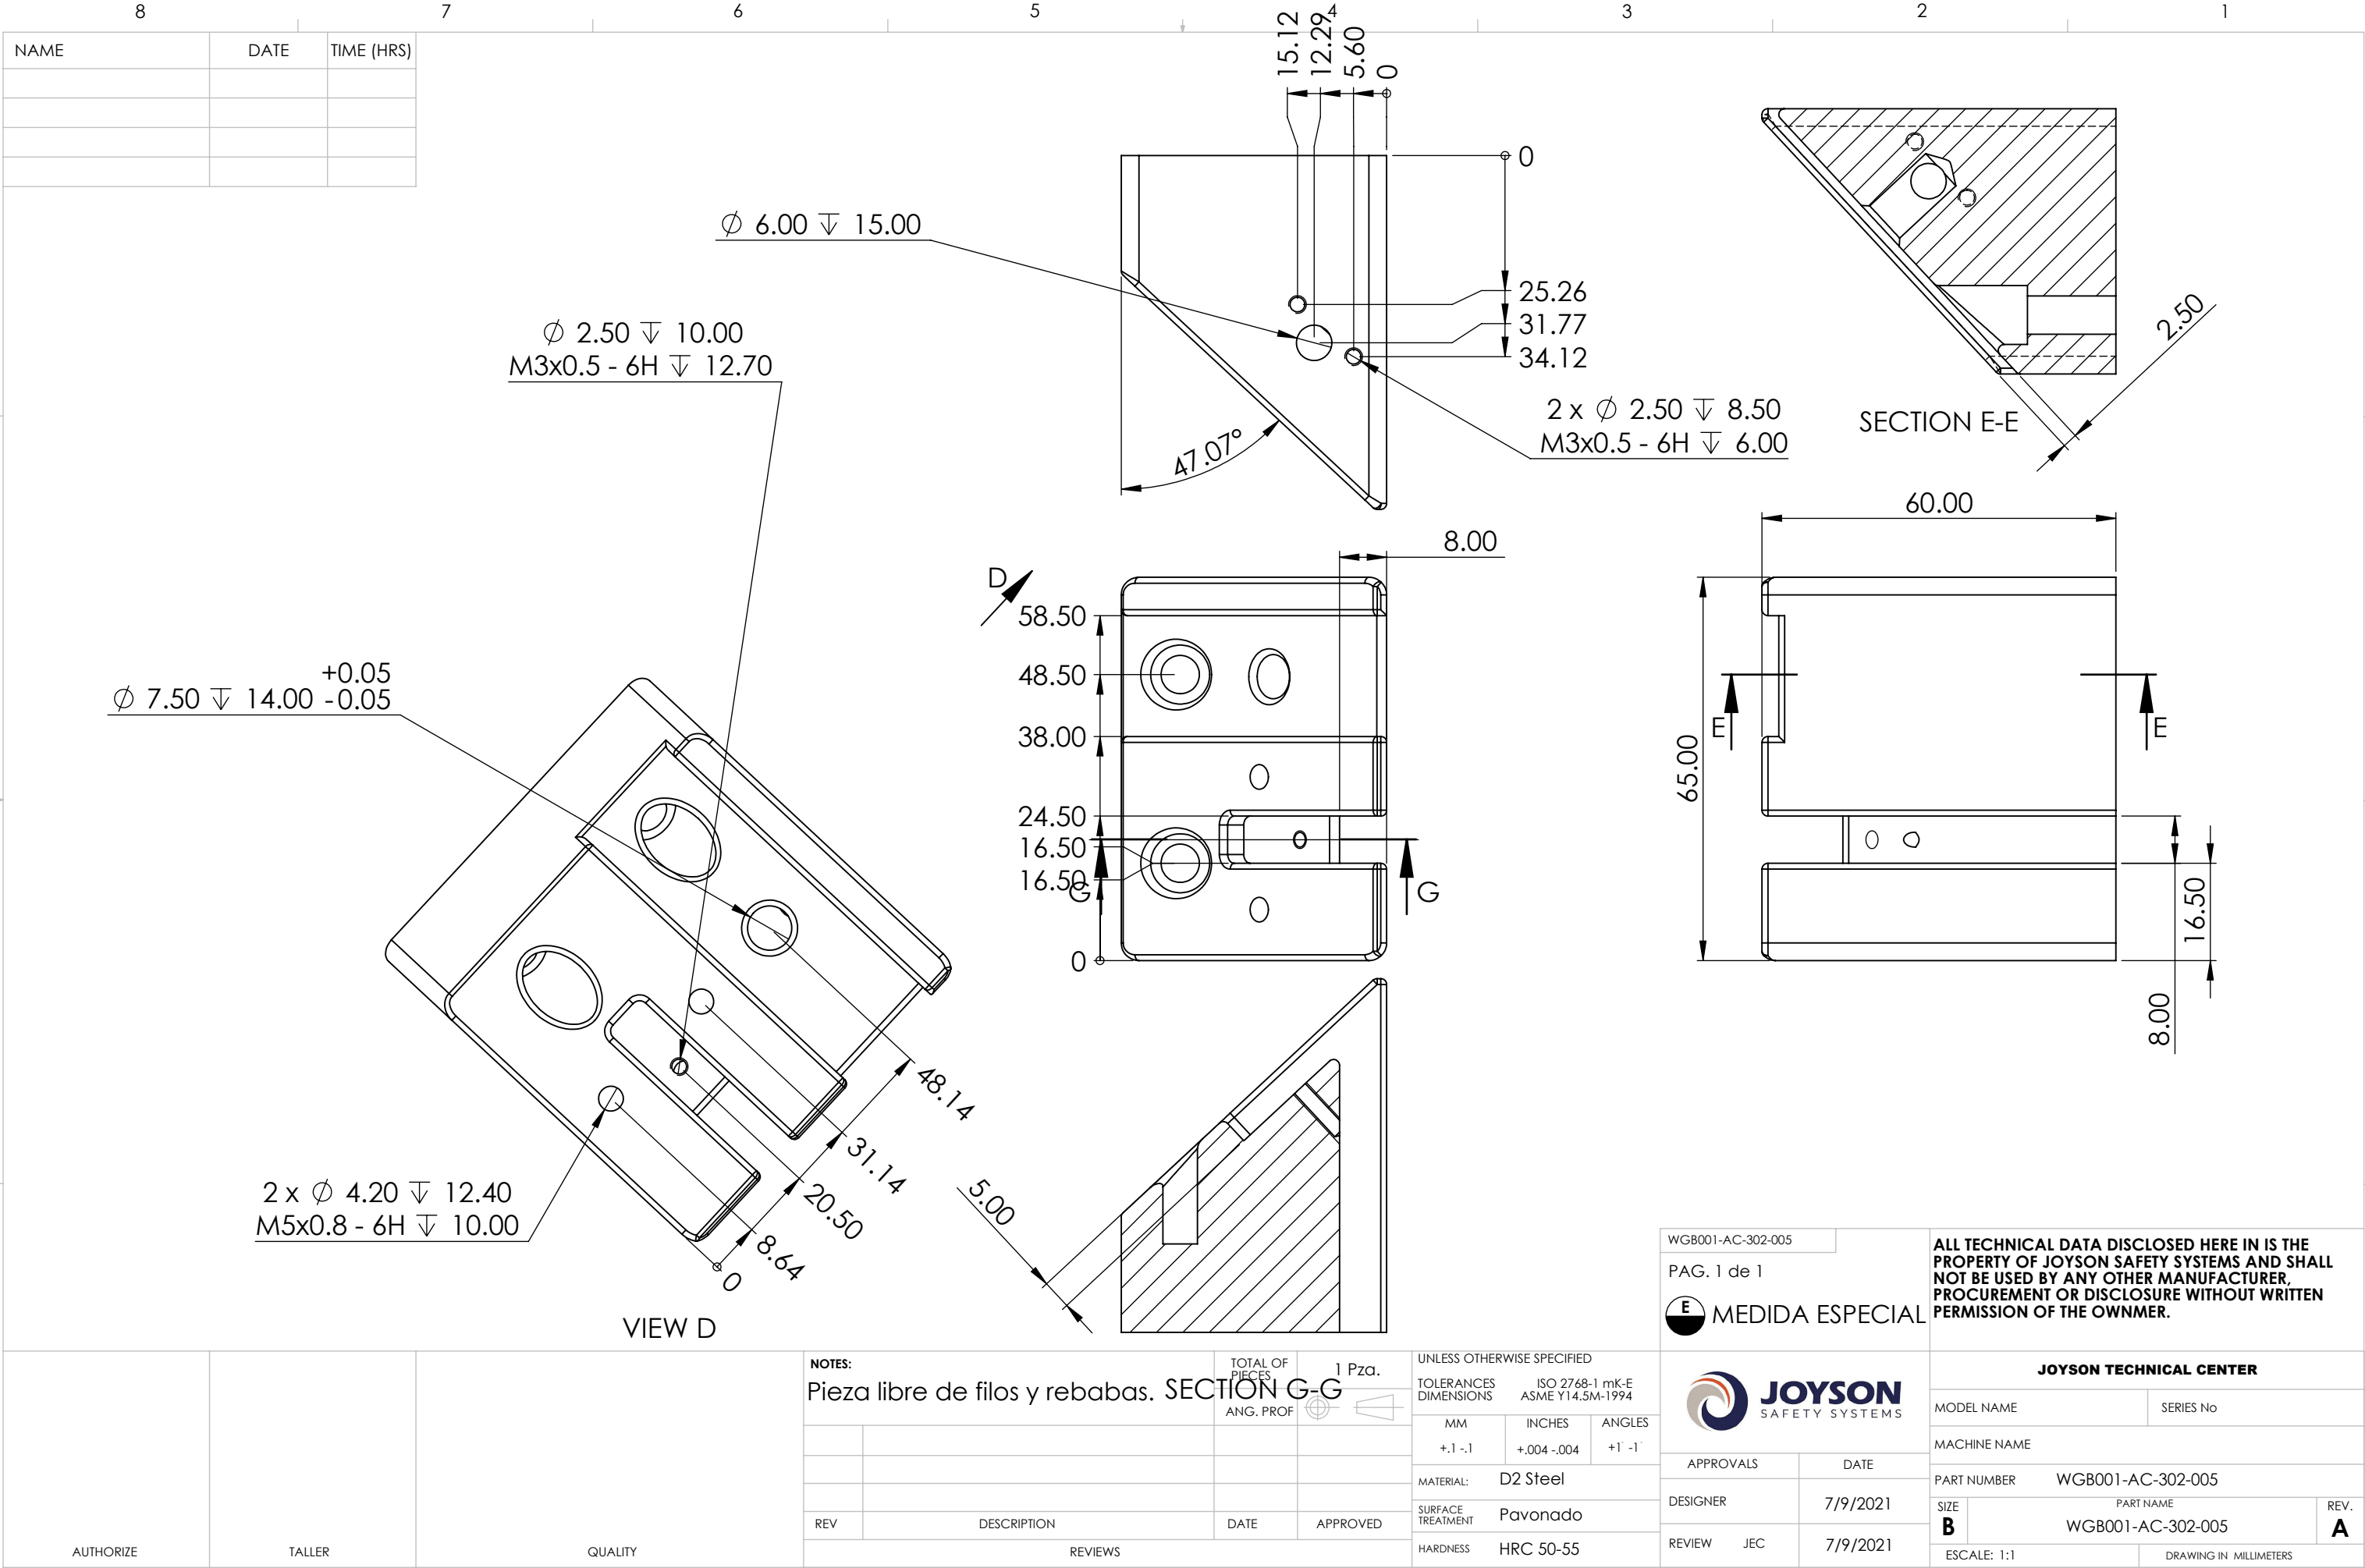 8 7 6 5 4 3 2 1
NAME DATE TIME (HRS)
15.12 12.29 5.60 0
0
25.26
31.77
34.12
⌀ 6.00 ↧ 15.00
47.07°
2 x ⌀ 2.50 ↧ 8.50
M3x0.5 - 6H ↧ 6.00
2.50
SECTION E-E
⌀ 2.50 ↧ 10.00
M3x0.5 - 6H ↧ 12.70
+0.05
⌀ 7.50 ↧ 14.00 -0.05
2 x ⌀ 4.20 ↧ 12.40
M5x0.8 - 6H ↧ 10.00
48.14
31.14
20.50
8.64
0
VIEW D
D
8.00
58.50
48.50
38.00
24.50
16.50
16.50
0
G G
60.00
65.00
E E
16.50
8.00
5.00
SECTION G-G
WGB001-AC-302-005
PAG. 1 de 1
E MEDIDA ESPECIAL
ALL TECHNICAL DATA DISCLOSED HERE IN IS THE
PROPERTY OF JOYSON SAFETY SYSTEMS AND SHALL
NOT BE USED BY ANY OTHER MANUFACTURER,
PROCUREMENT OR DISCLOSURE WITHOUT WRITTEN
PERMISSION OF THE OWNMER.
AUTHORIZE TALLER QUALITY
NOTES:
Pieza libre de filos y rebabas.
TOTAL OF
PIECES
1 Pza.
ANG. PROF
REV DESCRIPTION DATE APPROVED
REVIEWS
UNLESS OTHERWISE SPECIFIED
TOLERANCES ISO 2768-1 mK-E
DIMENSIONS ASME Y14.5M-1994
MM INCHES ANGLES
+.1 -.1 +.004 -.004 +1° -1°
MATERIAL: D2 Steel
SURFACE
TREATMENT Pavonado
HARDNESS HRC 50-55
JOYSON
SAFETY SYSTEMS
APPROVALS DATE
DESIGNER 7/9/2021
REVIEW JEC 7/9/2021
JOYSON TECHNICAL CENTER
MODEL NAME SERIES No
MACHINE NAME
PART NUMBER WGB001-AC-302-005
SIZE PART NAME REV.
B WGB001-AC-302-005 A
ESCALE: 1:1 DRAWING IN MILLIMETERS